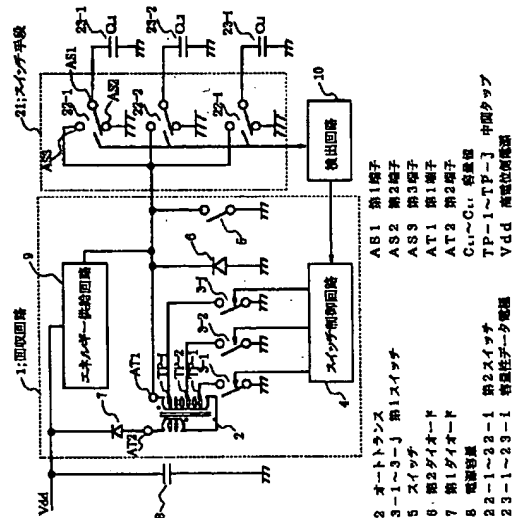 1;回収回路
21;スイッチ手段
Vdd
7
9
エネルギー供給回路
AT2
AT1
TP-J
TP-2
TP-1
2
3-J
3-2
3-1
6
5
8
スイッチ制御回路
4
検出回路
10
AS3
22-1
AS1
AS2
22-2
23-1
23-2
2 オートトランス
3-1～3-J 第1スイッチ
5 スイッチ
6 第2ダイオード
7 第1ダイオード
8 電源容量
22-1～22-1 第2スイッチ
23-1～23-1 容量性データ電極
AS1 第1端子
AS2 第2端子
AS3 第3端子
AT1 第1端子
AT2 第2端子
容量値
TP-1～TP-J 中間タップ
Vdd 高電位側電源